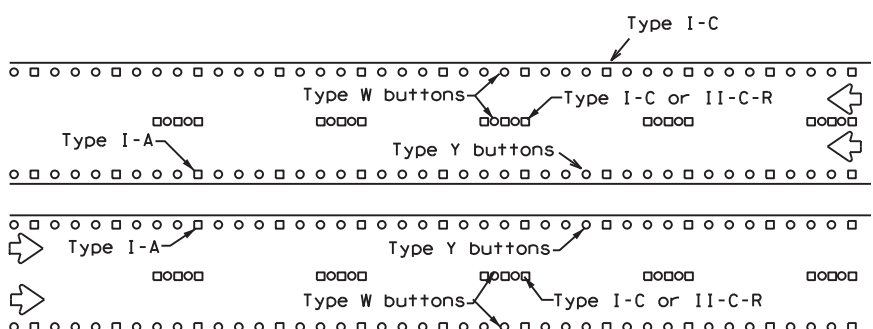 Type I-C
Type W buttons
Type I-C or II-C-R
Type I-A
Type Y buttons
Type I-A
Type Y buttons
Type W buttons
Type I-C or II-C-R